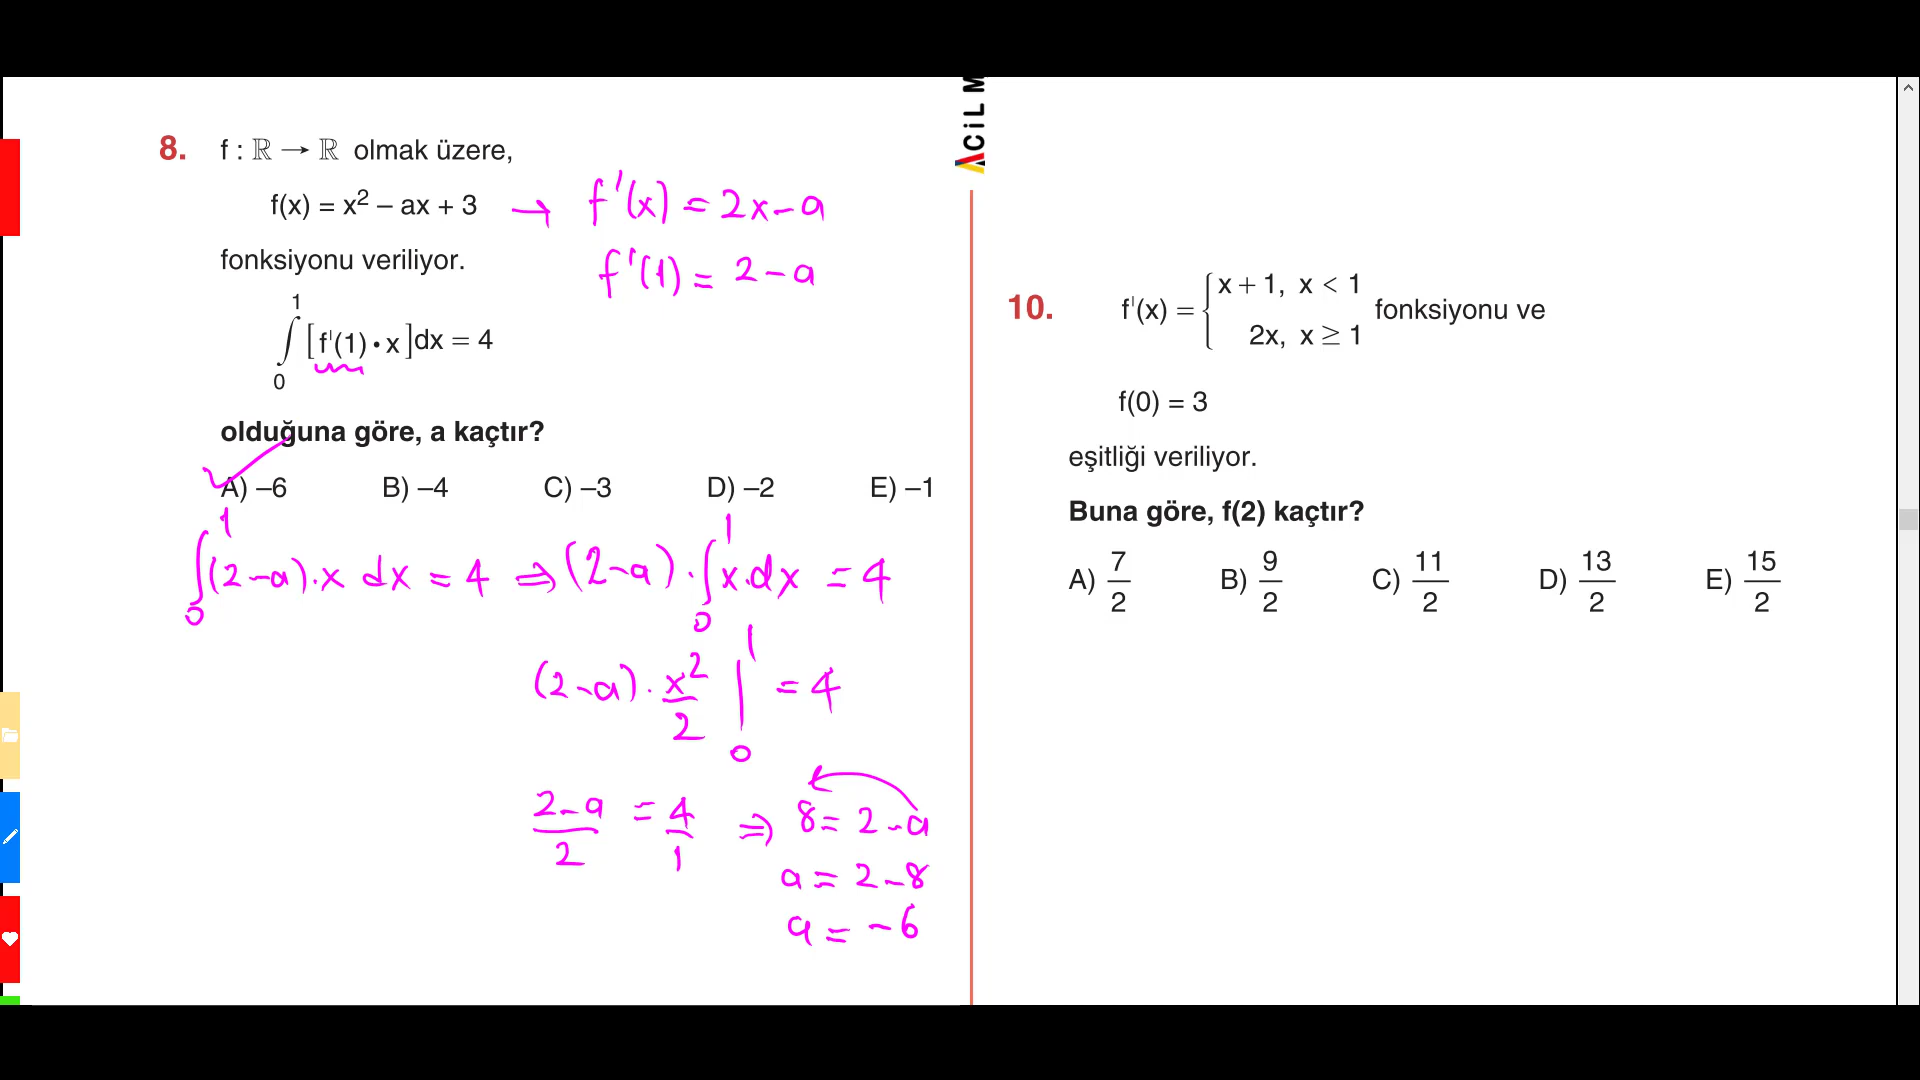 8. f : ℝ → ℝ olmak üzere,
f(x) = x² – ax + 3 → f'(x) = 2x - a
f'(1) = 2 - a
fonksiyonu veriliyor.
∫₀¹ [f'(1) • x]dx = 4
olduğuna göre, a kaçtır?
A) –6 B) –4 C) –3 D) –2 E) –1
∫₀¹ (2-a).x dx = 4 ⇒ (2-a) . ∫₀¹ x.dx = 4
(2-a) . x²/2 |₀¹ = 4
2-a/2 = 4/1 ⇒ 8 = 2 - a
a = 2 - 8
a = -6
ACiL M
10. f'(x) = { x + 1, x < 1
2x, x ≥ 1 fonksiyonu ve
f(0) = 3
eşitliği veriliyor.
Buna göre, f(2) kaçtır?
A) 7/2 B) 9/2 C) 11/2 D) 13/2 E) 15/2